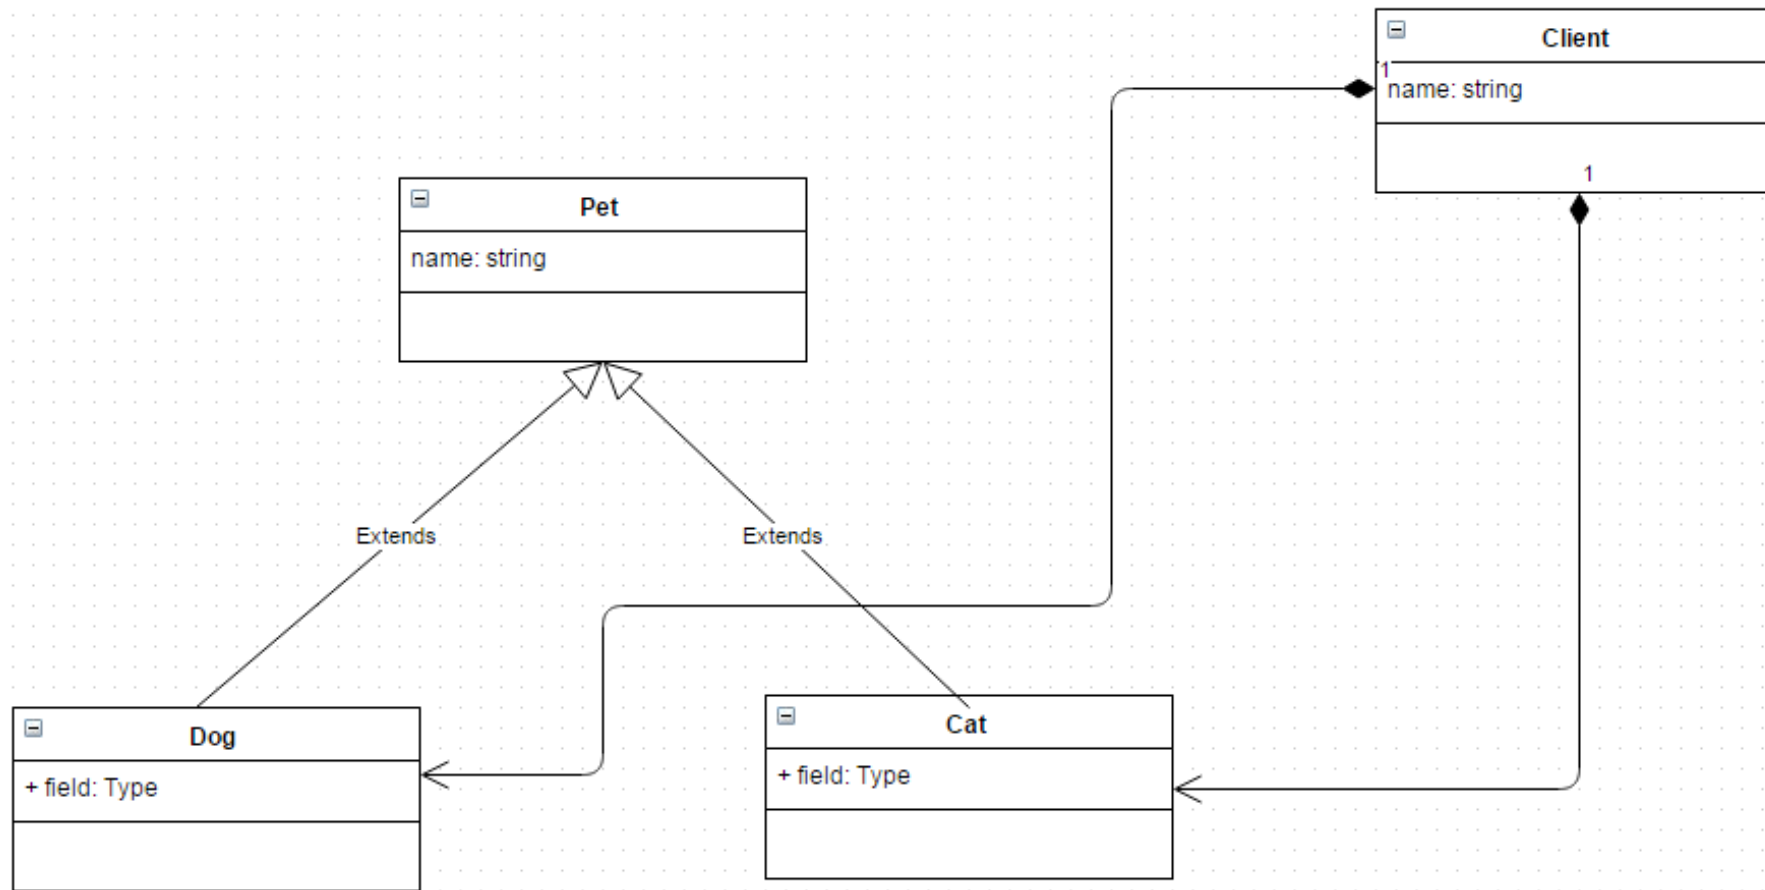 Client
1
name: string
1
Pet
name: string
Extends
Extends
Dog
+ field: Type
Cat
+ field: Type